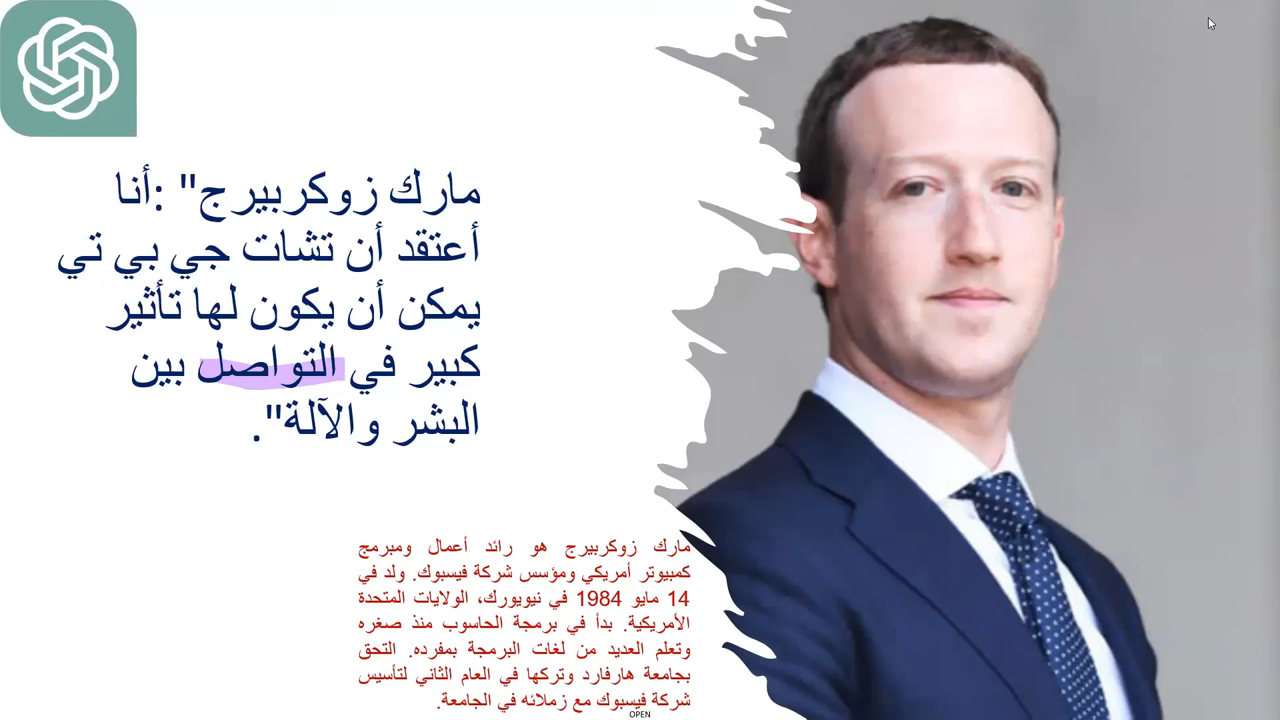 مارك زوكربيرج" :أنا
أعتقد أن تشات جي بي تي
يمكن أن يكون لها تأثير
كبير في التواصل بين
البشر والآلة".
مارك زوكربيرج هو رائد أعمال ومبرمج
كمبيوتر أمريكي ومؤسس شركة فيسبوك. ولد في
14 مايو 1984 في نيويورك، الولايات المتحدة
الأمريكية. بدأ في برمجة الحاسوب منذ صغره
وتعلم العديد من لغات البرمجة بمفرده. التحق
بجامعة هارفارد وتركها في العام الثاني لتأسيس
شركة فيسبوك مع زملائه في الجامعة.
OPEN